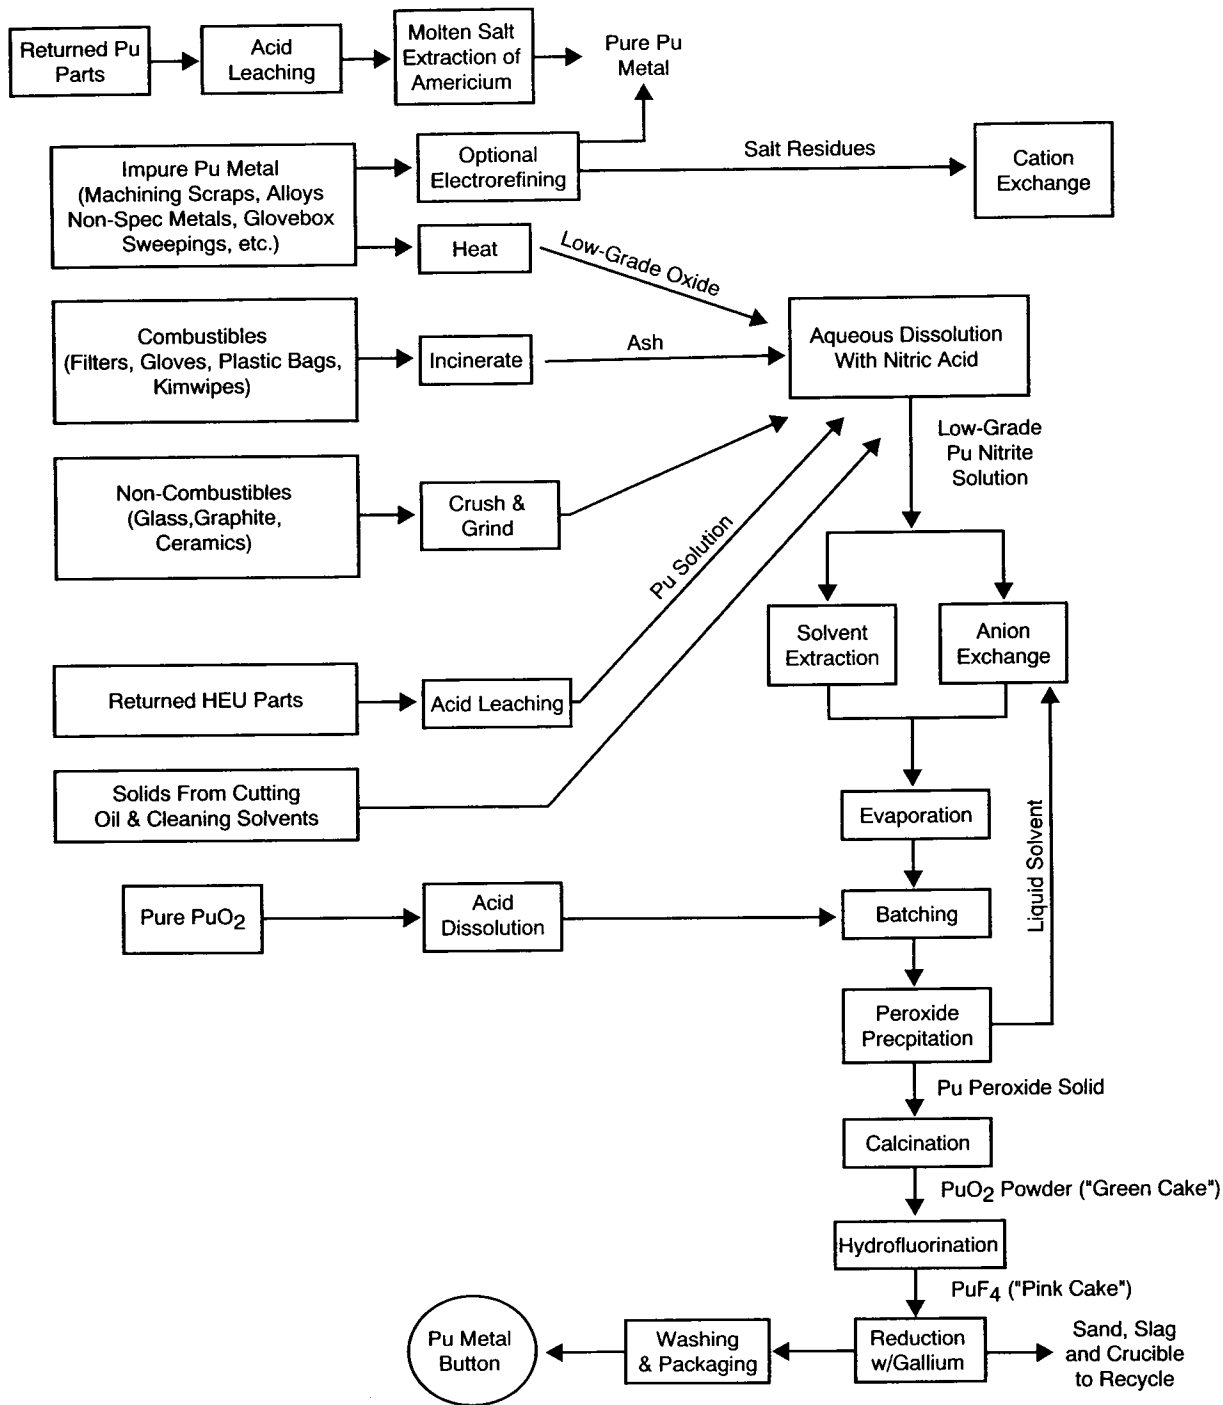 Returned Pu
Parts
Acid
Leaching
Molten Salt
Extraction of
Americium
Pure Pu
Metal
Impure Pu Metal
(Machining Scraps, Alloys
Non-Spec Metals, Glovebox
Sweepings, etc.)
Optional
Electrorefining
Salt Residues
Cation
Exchange
Heat
Low-Grade Oxide
Combustibles
(Filters, Gloves, Plastic Bags,
Kimwipes)
Incinerate
Ash
Aqueous Dissolution
With Nitric Acid
Low-Grade
Pu Nitrite
Solution
Non-Combustibles
(Glass,Graphite,
Ceramics)
Crush &
Grind
Pu Solution
Solvent
Extraction
Anion
Exchange
Returned HEU Parts
Acid Leaching
Solids From Cutting
Oil & Cleaning Solvents
Evaporation
Liquid Solvent
Pure PuO2
Acid
Dissolution
Batching
Peroxide
Precpitation
Pu Peroxide Solid
Calcination
PuO2 Powder ("Green Cake")
Hydrofluorination
PuF4 ("Pink Cake")
Pu Metal
Button
Washing
& Packaging
Reduction
w/Gallium
Sand, Slag
and Crucible
to Recycle